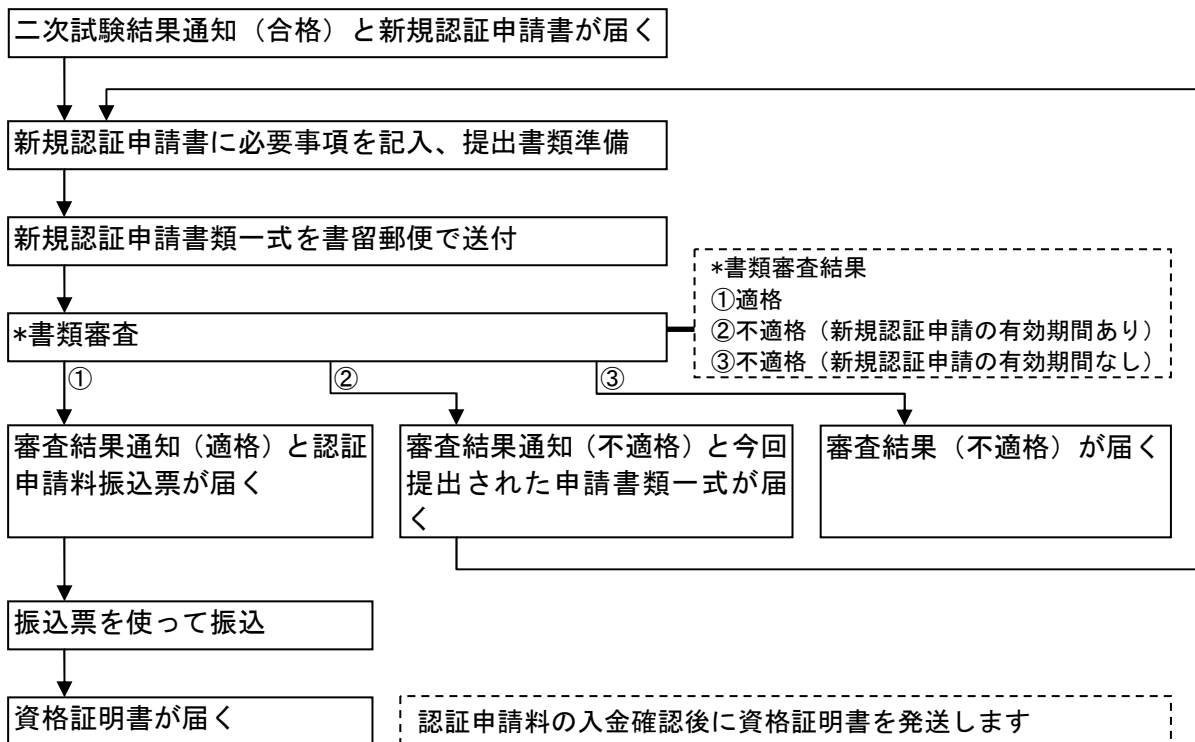 二次試験結果通知（合格）と新規認証申請書が届く
新規認証申請書に必要事項を記入、提出書類準備
新規認証申請書類一式を書留郵便で送付
*書類審査結果
①適格
②不適格（新規認証申請の有効期間あり）
③不適格（新規認証申請の有効期間なし）
*書類審査
①
②
③
審査結果通知（適格）と認証
申請料振込票が届く
審査結果通知（不適格）と今回
提出された申請書類一式が届
く
審査結果（不適格）が届く
振込票を使って振込
資格証明書が届く
認証申請料の入金確認後に資格証明書を発送します